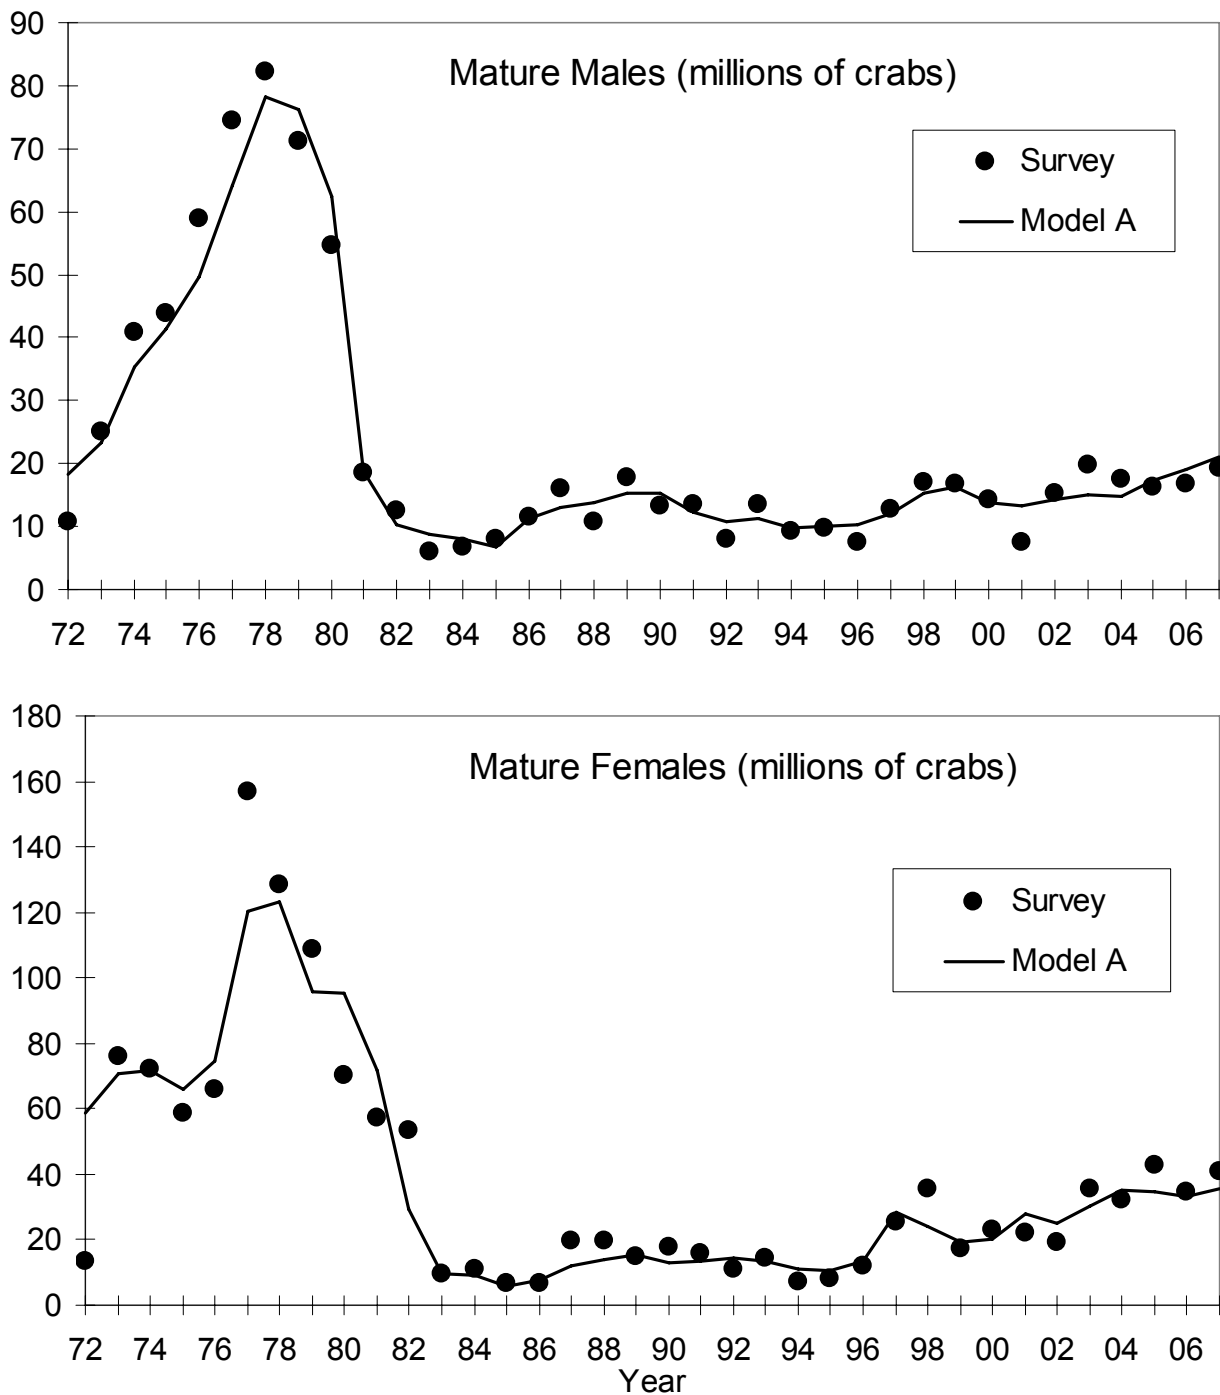 90
Mature Males (millions of crabs)
80
70
Survey
60
Model A
50
40
30
20
10
0
72 74 76 78 80 82 84 86 88 90 92 94 96 98 00 02 04 06
180
Mature Females (millions of crabs)
160
140
Survey
120
Model A
100
80
60
40
20
0
72 74 76 78 80 82 84 86 88 90 92 94 96 98 00 02 04 06
Year